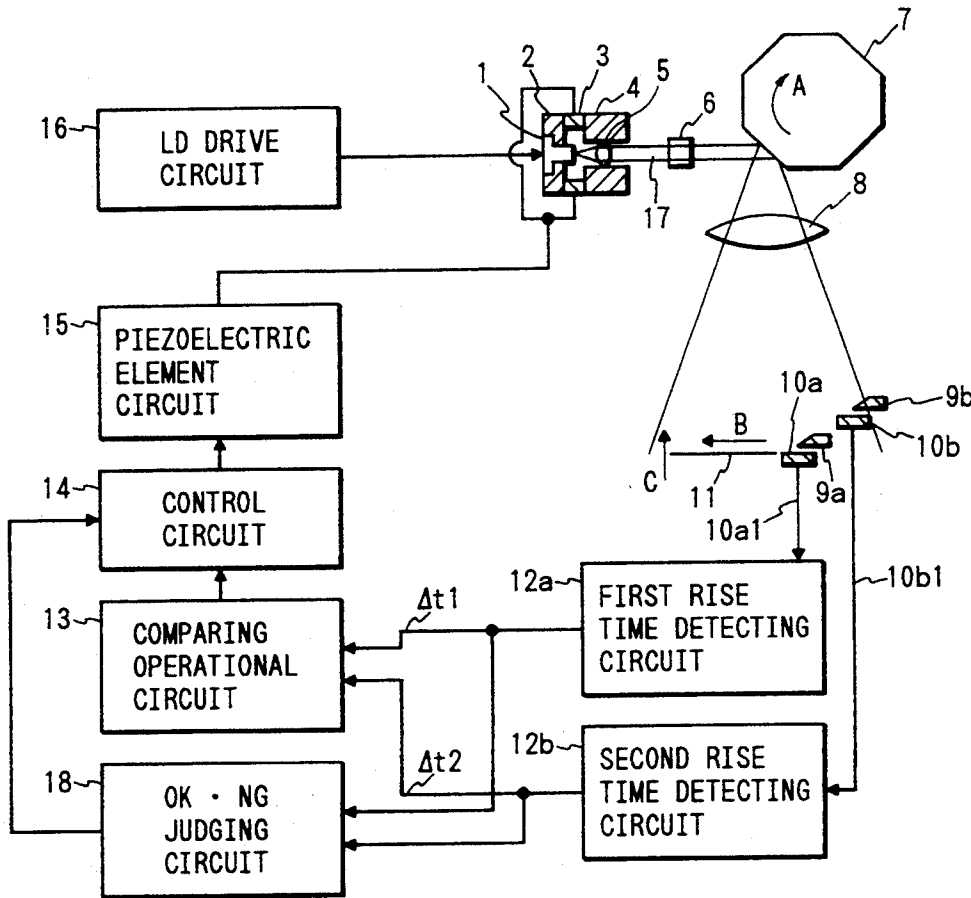 1
2
3
4
5
6
7
A
16
LD DRIVE
CIRCUIT
17
8
15
PIEZOELECTRIC
ELEMENT
CIRCUIT
10a
9b
B
10b
C
11
9a
14
CONTROL
CIRCUIT
10a1
12a
10b1
FIRST RISE
TIME DETECTING
CIRCUIT
13
Δt1
COMPARING
OPERATIONAL
CIRCUIT
12b
Δt2
SECOND RISE
TIME DETECTING
CIRCUIT
18
OK · NG
JUDGING
CIRCUIT